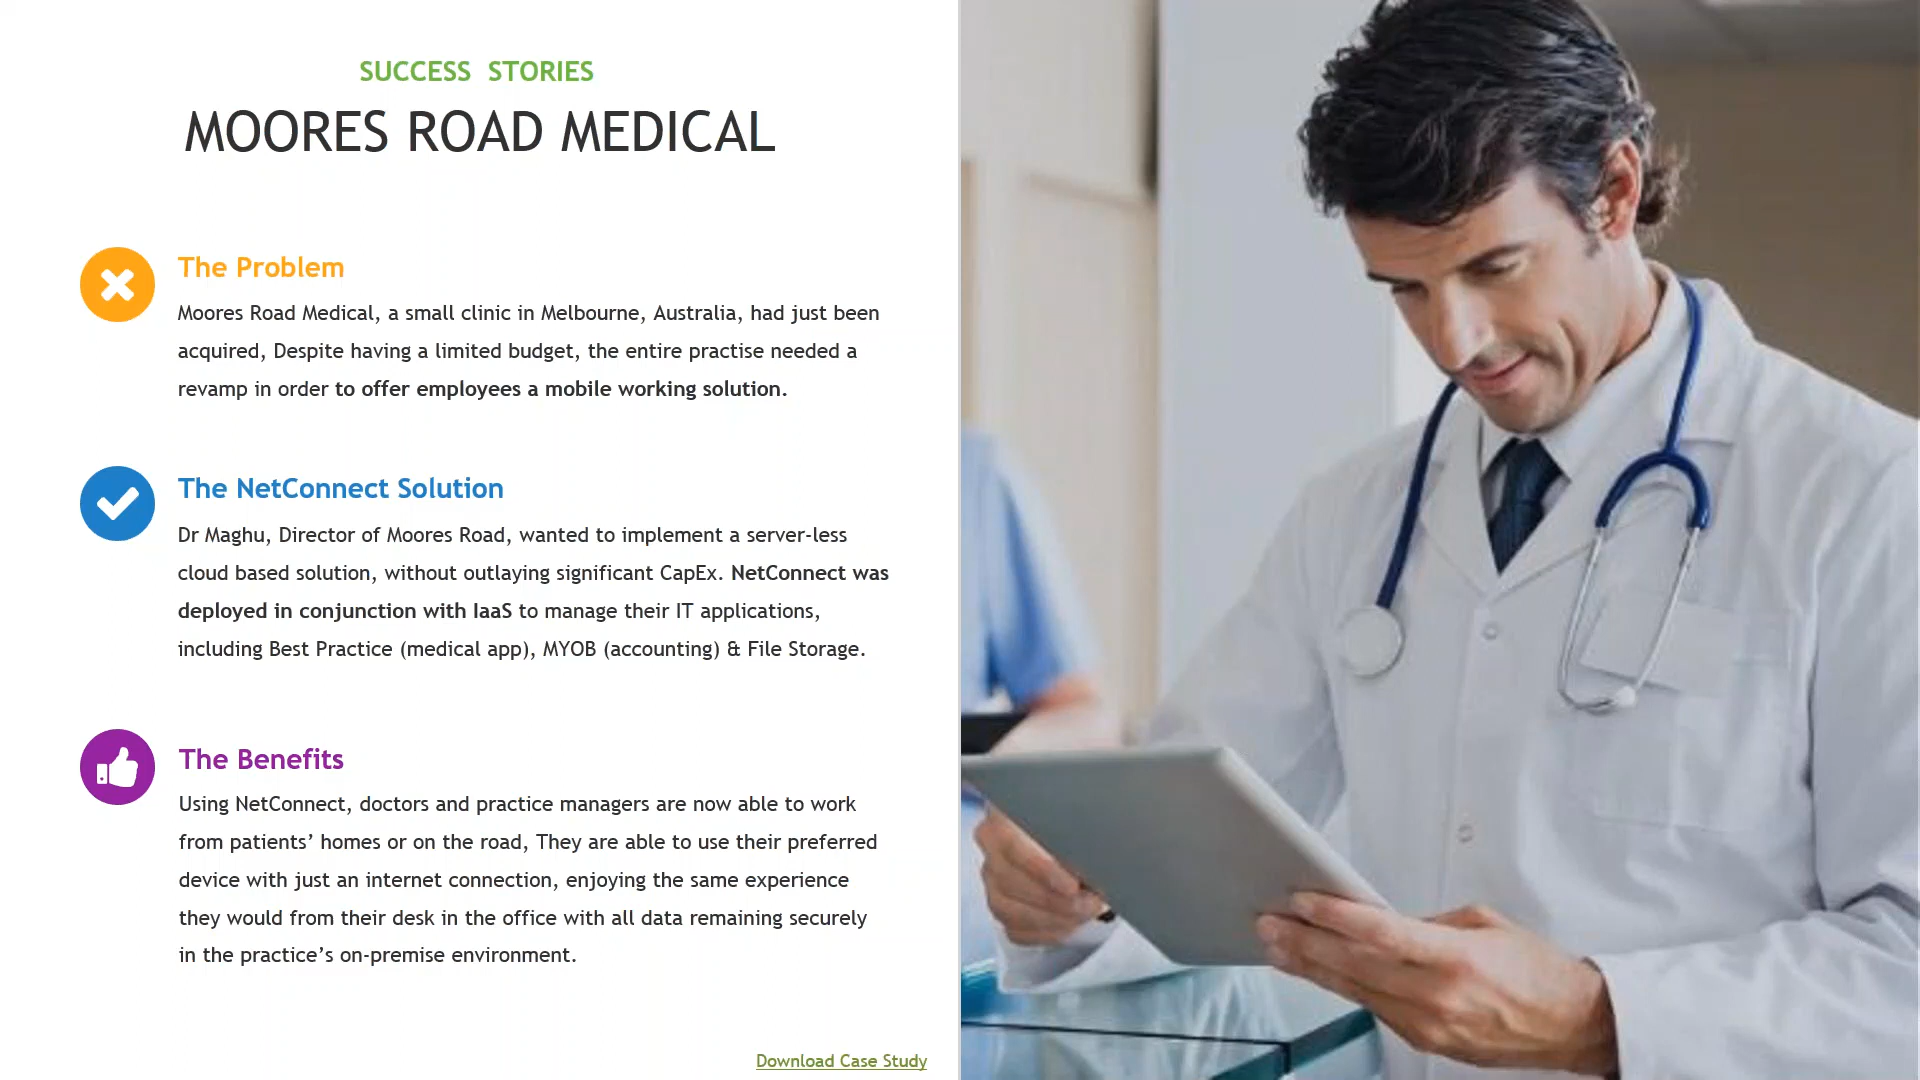 SUCCESS STORIES
MOORES ROAD MEDICAL
The Problem
Moores Road Medical, a small clinic in Melbourne, Australia, had just been
acquired, Despite having a limited budget, the entire practise needed a
revamp in order to offer employees a mobile working solution.
The NetConnect Solution
Dr Maghu, Director of Moores Road, wanted to implement a server-less
cloud based solution, without outlaying significant CapEx. NetConnect was
deployed in conjunction with IaaS to manage their IT applications,
including Best Practice (medical app), MYOB (accounting) & File Storage.
The Benefits
Using NetConnect, doctors and practice managers are now able to work
from patients’ homes or on the road, They are able to use their preferred
device with just an internet connection, enjoying the same experience
they would from their desk in the office with all data remaining securely
in the practice’s on-premise environment.
Download Case Study